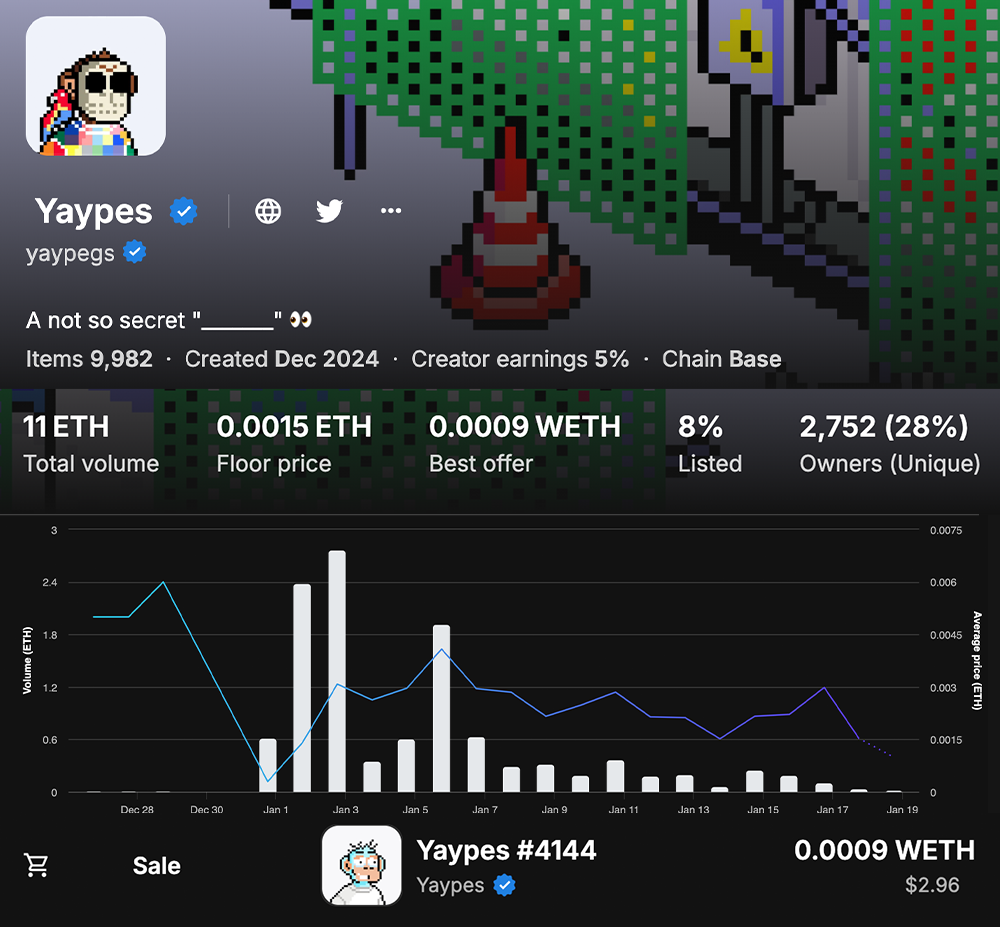 Yaypes
yaypegs
A not so secret "______" 👀
Items 9,982 · Created Dec 2024 · Creator earnings 5% · Chain Base
11 ETH 0.0015 ETH 0.0009 WETH 8% 2,752 (28%)
Total volume Floor price Best offer Listed Owners (Unique)
3 0.0075
2.4 0.006
1.8 0.0045
1.2 0.003
0.6 0.0015
0 0
Volume (ETH)
Average price (ETH)
Dec 28 Dec 30 Jan 1 Jan 3 Jan 5 Jan 7 Jan 9 Jan 11 Jan 13 Jan 15 Jan 17 Jan 19
Sale Yaypes #4144 0.0009 WETH
Yaypes $2.96